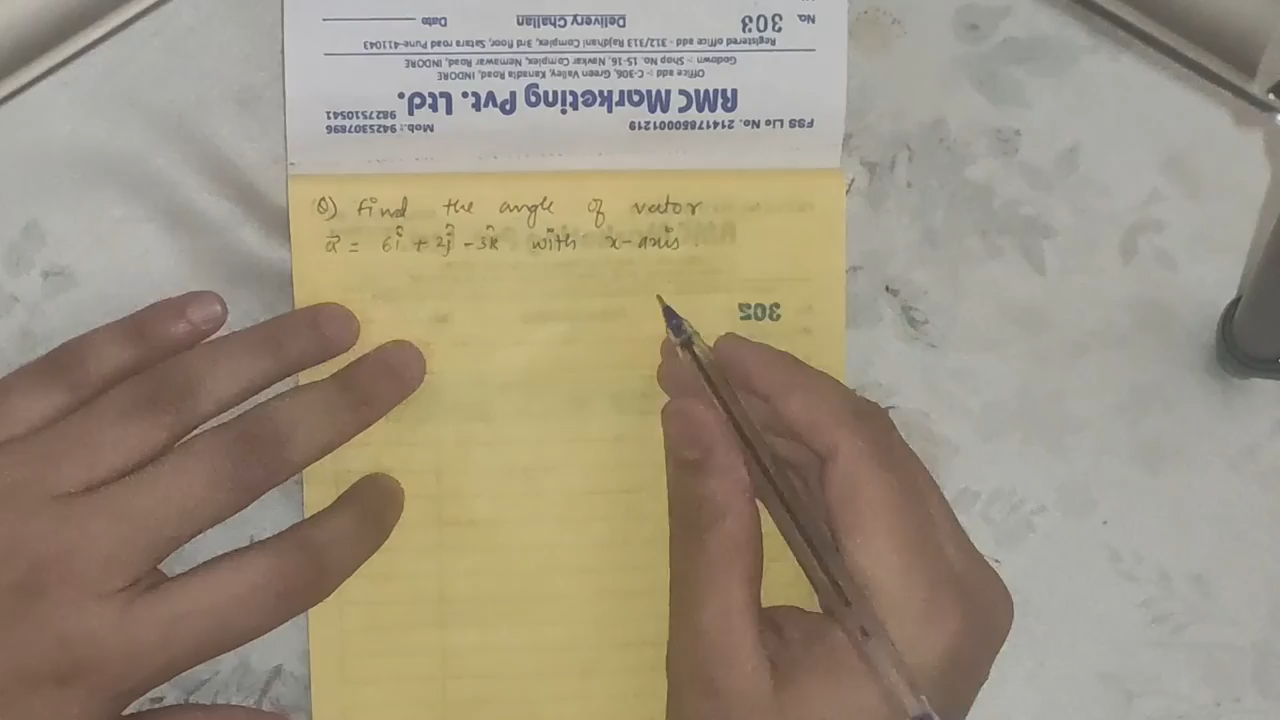 No. 303 Delivery Challan Date
Registered office add - 312/313 Rajdhani Complex, 3rd floor, Satara road Pune-411043
Godown :- Shop No. 15-16, Navkar Complex, Nemawar Road, INDORE
Office add :- C-306, Green Valley, Kanadia Road, INDORE
RMC Marketing Pvt. Ltd.
FSS Lic No. 21417850001219 Mob.: 9425307896
9827510541
Q) find the angle of vector
a⃗ = 6î + 2ĵ - 3k̂ with x-axis
302